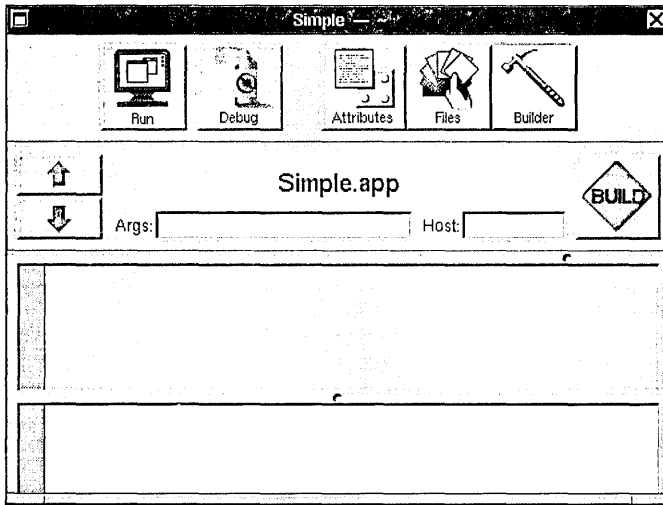 Simple —
Run
Debug
Attributes
Files
Builder
Simple.app
BUILD
Args:
Host: